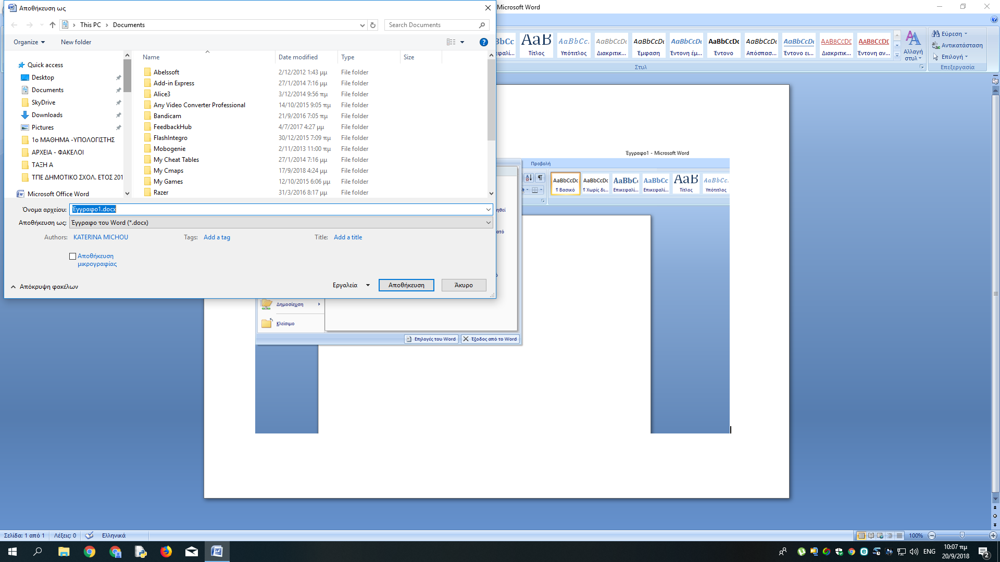 Αποθήκευση ως
Microsoft Word
This PC › Documents
Search Documents
Organize
New folder
Quick access
Desktop
Documents
SkyDrive
Downloads
Pictures
1ο ΜΑΘΗΜΑ -ΥΠΟΛΟΓΙΣΤΗΣ
ΑΡΧΕΙΑ - ΦΑΚΕΛΟΙ
ΤΑΞΗ Α
ΤΠΕ ΔΗΜΟΤΙΚΟ ΣΧΟΛ. ΕΤΟΣ 201
Microsoft Office Word
Name Date modified Type Size
Abelssoft 2/12/2012 1:43 μμ File folder
Add-in Express 27/1/2014 7:16 μμ File folder
Alice3 3/12/2014 9:56 πμ File folder
Any Video Converter Professional 14/10/2015 9:05 πμ File folder
Bandicam 21/9/2016 7:05 πμ File folder
FeedbackHub 4/7/2017 4:27 μμ File folder
FlashIntegro 30/12/2015 7:09 πμ File folder
Mobogenie 2/11/2013 11:00 πμ File folder
My Cheat Tables 27/1/2014 7:16 μμ File folder
My Cmaps 17/9/2018 4:24 μμ File folder
My Games 12/10/2015 6:06 μμ File folder
Razer 31/3/2016 8:17 μμ File folder
Όνομα αρχείου: Έγγραφο1.docx
Αποθήκευση ως: Έγγραφο του Word (*.docx)
Authors: KATERINA MICHOU Tags: Add a tag Title: Add a title
Αποθήκευση
μικρογραφίας
Απόκρυψη φακέλων
Εργαλεία Αποθήκευση Άκυρο
bCc AaB AaBbCc. AaBbCcDc AaBbCcDc AaBbCcDc AaBbCcDc AaBbCcDc AaBbCcDc AaBbCcDc AaBbCcDc
εφαλί... Τίτλος Υπότιτλος Διακριτικ... Έμφαση Έντονη έμ... Έντονο Απόσπασ... Έντονο ει... Διακριτικ... Έντονη αν...
Αλλαγή
στυλ
Στυλ
Εύρεση
Αντικατάσταση
Επιλογή
Επεξεργασία
Έγγραφο1 - Microsoft Word
Προβολή
AaBbCcDc AaBbCcDc AaBbC AaBbCc AaB AaBbCc.
¶ Βασικό ¶ Χωρίς δι... Επικεφαλί... Επικεφαλί... Τίτλος Υπότιτλος
ηθεί
ατό
Δημοσίευση
Κλείσιμο
Επιλογές του Word Έξοδος από το Word
Σελίδα: 1 από 1 Λέξεις: 0 Ελληνικά
100%
ENG
10:07 πμ
20/9/2018
2